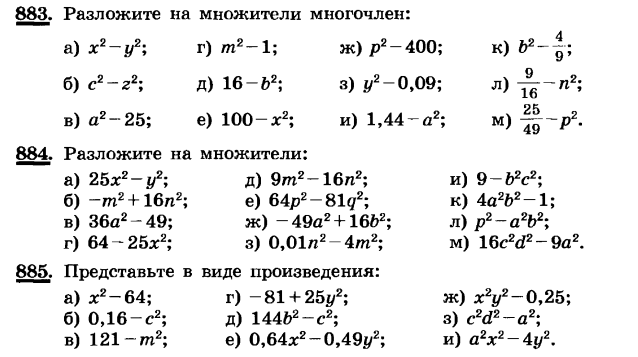 883. Разложите на множители многочлен:
а) x²−y²; г) m²−1; ж) p²−400; к) b²−4/9;
б) c²−z²; д) 16−b²; з) y²−0,09; л) 9/16−n²;
в) a²−25; е) 100−x²; и) 1,44−a²; м) 25/49−p².
884. Разложите на множители:
а) 25x²−y²; д) 9m²−16n²; и) 9−b²c²;
б) −m²+16n²; е) 64p²−81q²; к) 4a²b²−1;
в) 36a²−49; ж) −49a²+16b²; л) p²−a²b²;
г) 64−25x²; з) 0,01n²−4m²; м) 16c²d²−9a².
885. Представьте в виде произведения:
а) x²−64; г) −81+25y²; ж) x²y²−0,25;
б) 0,16−c²; д) 144b²−c²; з) c²d²−a²;
в) 121−m²; е) 0,64x²−0,49y²; и) a²x²−4y².